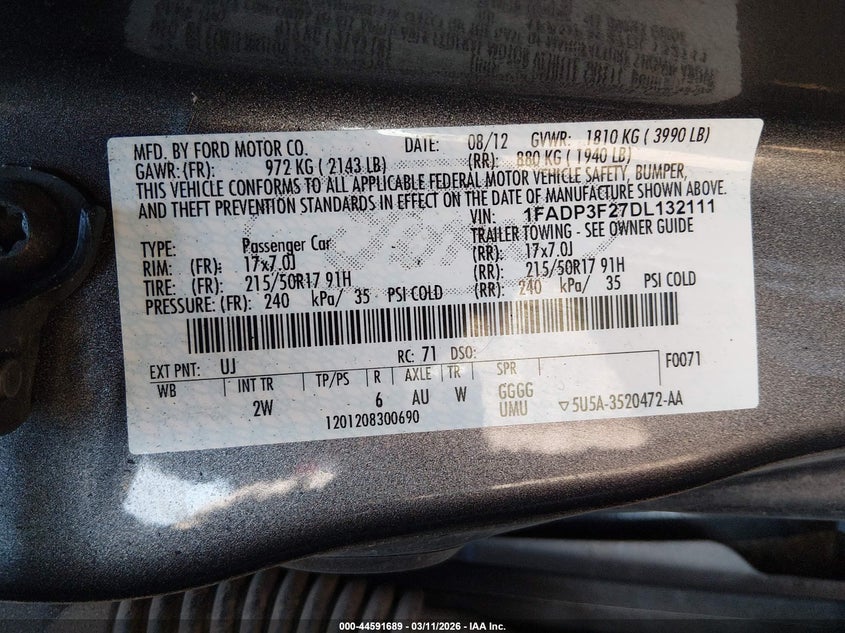 MFD. BY FORD MOTOR CO. DATE: 08/12 GVWR: 1810 KG ( 3990 LB)
GAWR:(FR): 972 KG ( 2143 LB) (RR): 880 KG ( 1940 LB)
THIS VEHICLE CONFORMS TO ALL APPLICABLE FEDERAL MOTOR VEHICLE SAFETY, BUMPER,
AND THEFT PREVENTION STANDARDS IN EFFECT ON THE DATE OF MANUFACTURE SHOWN ABOVE.
VIN: 1FADP3F27DL132111
TYPE: Passenger Car TRAILER TOWING - SEE OWNER GUIDE
RIM: (FR): 17x7.0J (RR): 17x7.0J
TIRE: (FR): 215/50R17 91H (RR): 215/50R17 91H
PRESSURE: (FR): 240 kPa/ 35 PSI COLD (RR): 240 kPa/ 35 PSI COLD
EXT PNT: UJ RC: 71 DSO: F0071
WB INT TR TP/PS R AXLE TR SPR
2W 6 AU W GGGG
UMU ▽5U5A-3520472-AA
1201208300690
000-44591689 - 03/11/2026 - IAA Inc.